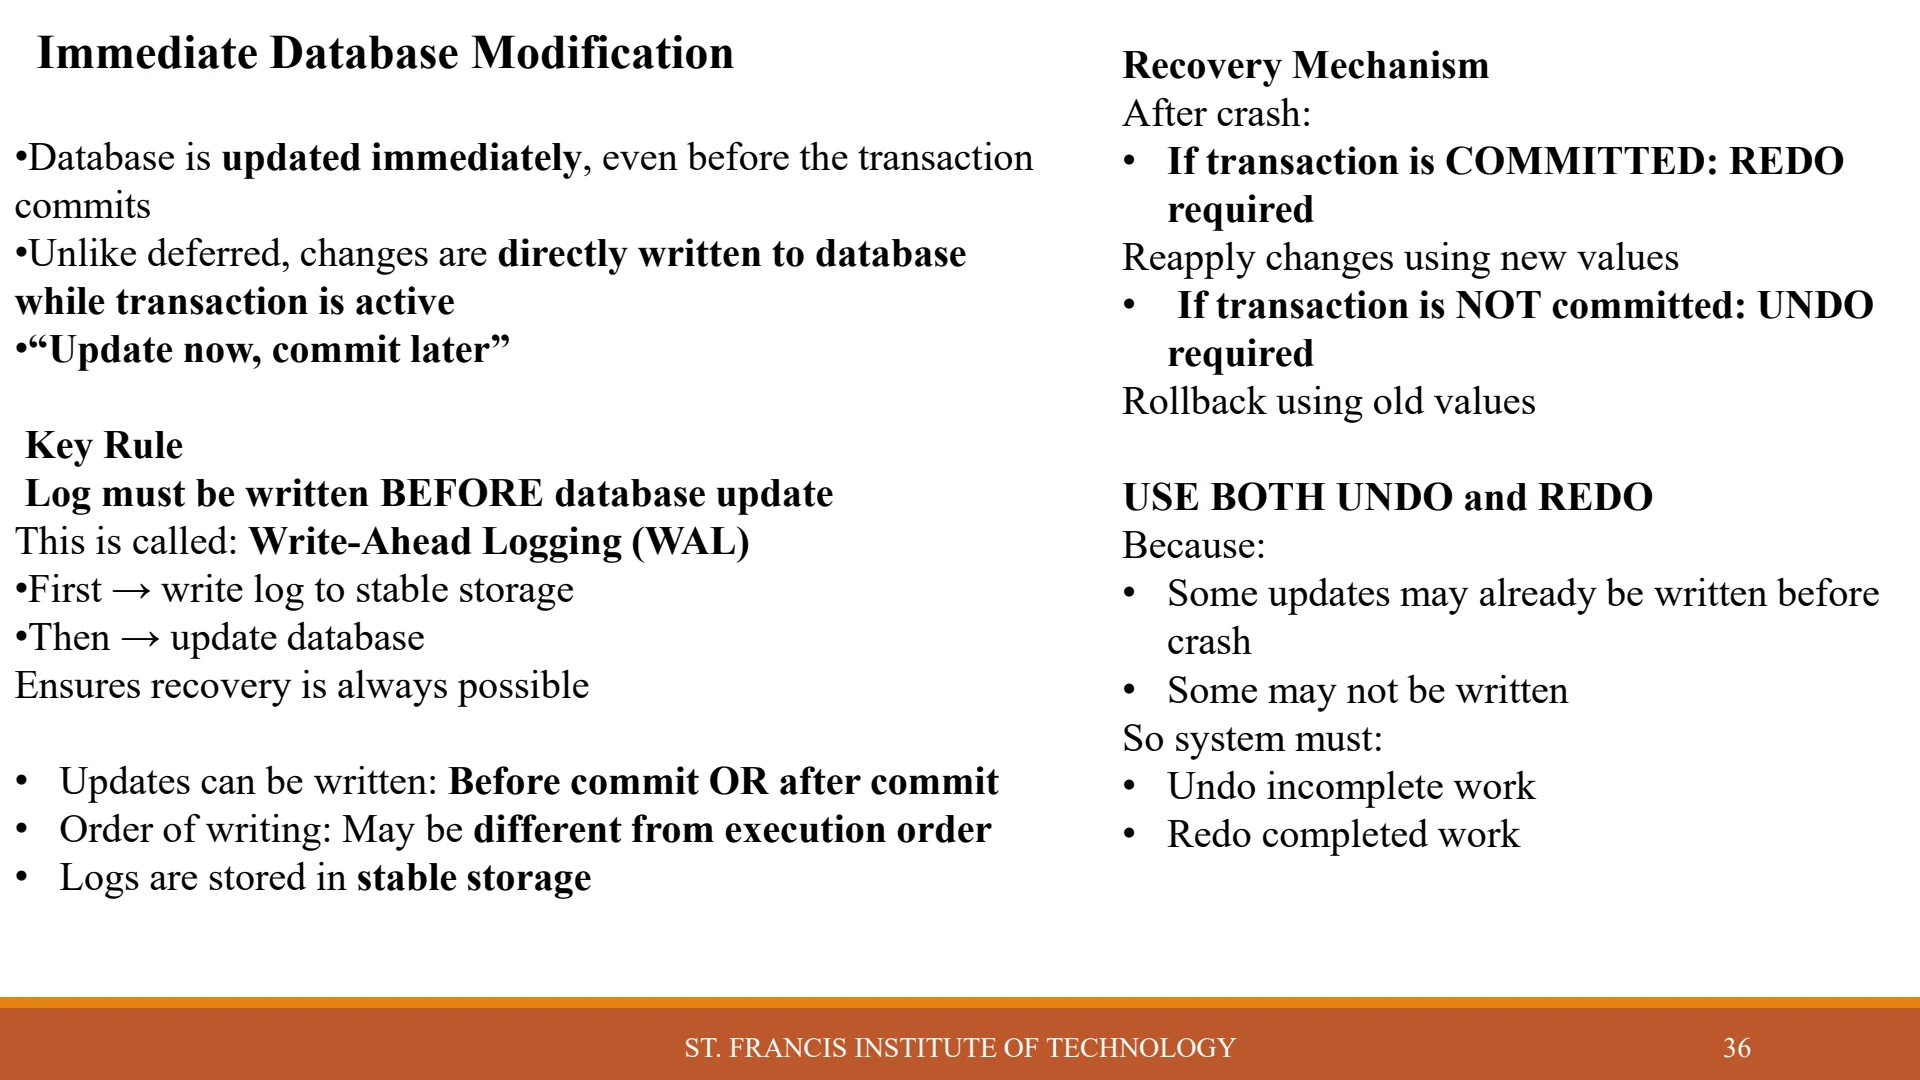 Immediate Database Modification
•Database is updated immediately, even before the transaction
commits
•Unlike deferred, changes are directly written to database
while transaction is active
•“Update now, commit later”
Key Rule
Log must be written BEFORE database update
This is called: Write-Ahead Logging (WAL)
•First → write log to stable storage
•Then → update database
Ensures recovery is always possible
• Updates can be written: Before commit OR after commit
• Order of writing: May be different from execution order
• Logs are stored in stable storage
Recovery Mechanism
After crash:
• If transaction is COMMITTED: REDO
required
Reapply changes using new values
• If transaction is NOT committed: UNDO
required
Rollback using old values
USE BOTH UNDO and REDO
Because:
• Some updates may already be written before
crash
• Some may not be written
So system must:
• Undo incomplete work
• Redo completed work
ST. FRANCIS INSTITUTE OF TECHNOLOGY
36